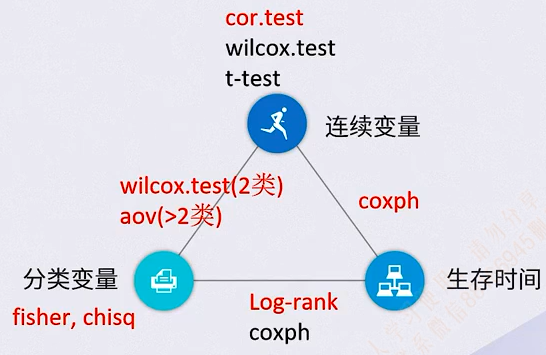 cor.test
wilcox.test
t-test
连续变量
wilcox.test(2类)
aov(>2类)
coxph
分类变量
生存时间
fisher, chisq
Log-rank
coxph